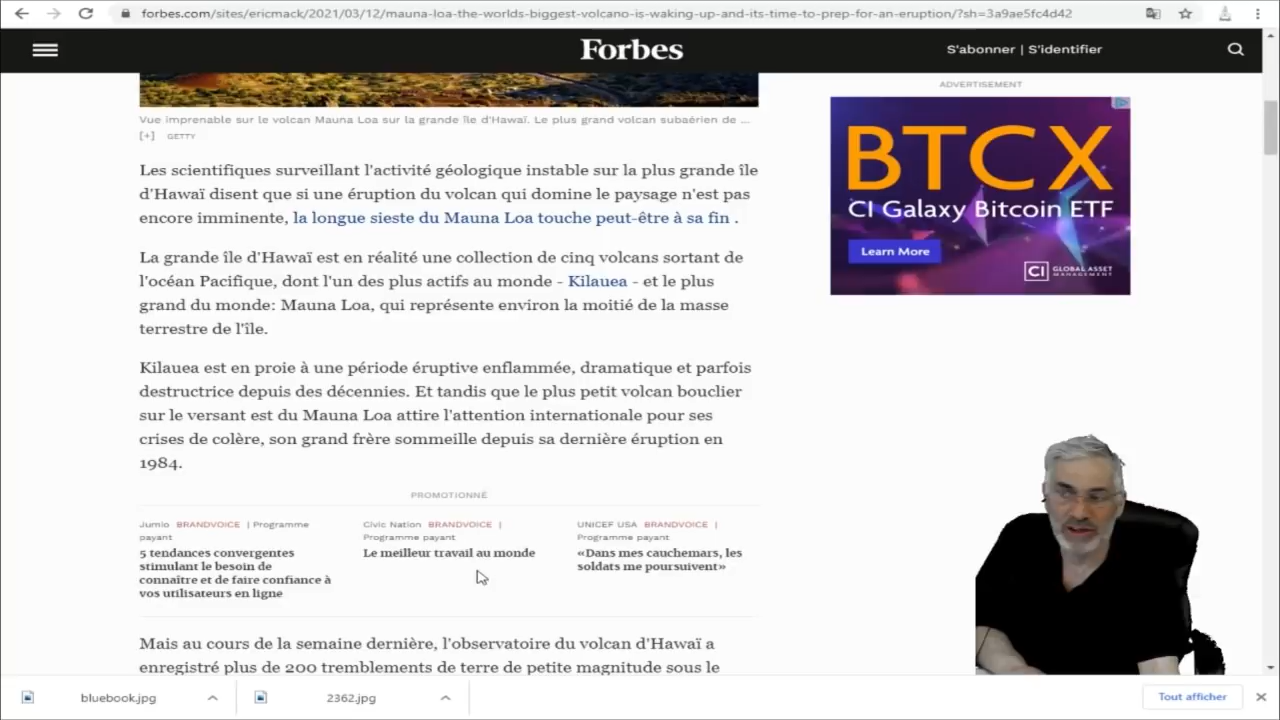 forbes.com/sites/ericmack/2021/03/12/mauna-loa-the-worlds-biggest-volcano-is-waking-up-and-its-time-to-prep-for-an-eruption/?sh=3a9ae5fc4d42
Forbes
S'abonner | S'identifier
Vue imprenable sur le volcan Mauna Loa sur la grande île d'Hawaï. Le plus grand volcan subaérien de ...
[+] GETTY
Les scientifiques surveillant l'activité géologique instable sur la plus grande île
d'Hawaï disent que si une éruption du volcan qui domine le paysage n'est pas
encore imminente, la longue sieste du Mauna Loa touche peut-être à sa fin .
La grande île d'Hawaï est en réalité une collection de cinq volcans sortant de
l'océan Pacifique, dont l'un des plus actifs au monde - Kilauea - et le plus
grand du monde: Mauna Loa, qui représente environ la moitié de la masse
terrestre de l'île.
Kilauea est en proie à une période éruptive enflammée, dramatique et parfois
destructrice depuis des décennies. Et tandis que le plus petit volcan bouclier
sur le versant est du Mauna Loa attire l'attention internationale pour ses
crises de colère, son grand frère sommeille depuis sa dernière éruption en
1984.
PROMOTIONNÉ
Jumio BRANDVOICE | Programme
payant
5 tendances convergentes
stimulant le besoin de
connaître et de faire confiance à
vos utilisateurs en ligne
Civic Nation BRANDVOICE |
Programme payant
Le meilleur travail au monde
UNICEF USA BRANDVOICE |
Programme payant
«Dans mes cauchemars, les
soldats me poursuivent»
Mais au cours de la semaine dernière, l'observatoire du volcan d'Hawaï a
enregistré plus de 200 tremblements de terre de petite magnitude sous le
ADVERTISEMENT
BTCX
CI Galaxy Bitcoin ETF
Learn More
CI GLOBAL ASSET
MANAGEMENT
bluebook.jpg
2362.jpg
Tout afficher